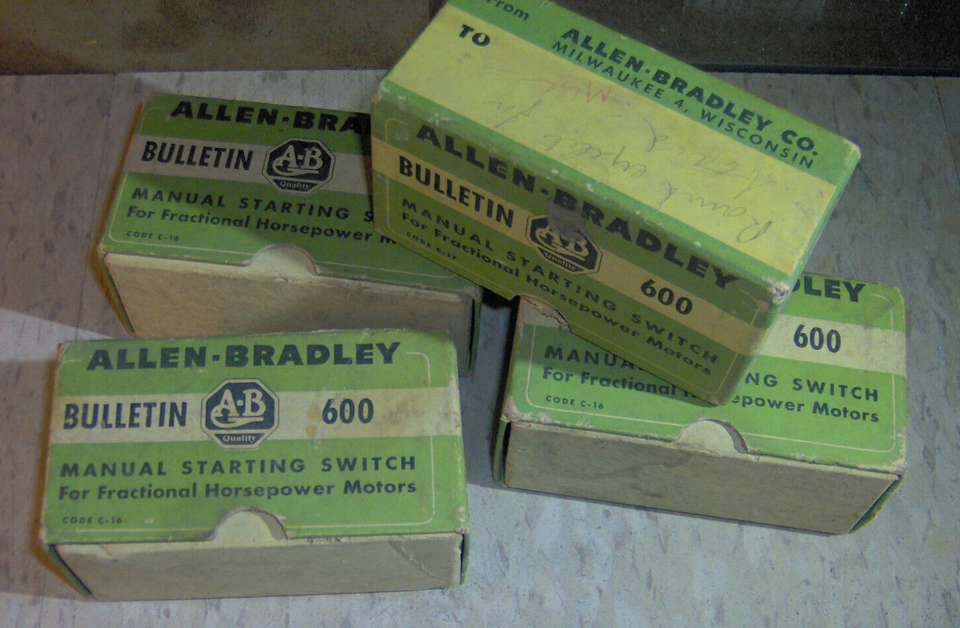 From
ALLEN-BRADLEY CO.
MILWAUKEE 4, WISCONSIN
TO
ALLEN-BRADLEY
BULLETIN A-B Quality 600
MANUAL STARTING SWITCH
For Fractional Horsepower Motors
ALLEN-BRA
BULLETIN A-B Quality
MANUAL STARTING S
For Fractional Horsepower M
CODE C-16
DLEY
600
MANUA NG SWITCH
For Fractional Horsepower Motors
CODE C-16
ALLEN-BRADLEY
BULLETIN A-B Quality 600
MANUAL STARTING SWITCH
For Fractional Horsepower Motors
CODE C-16